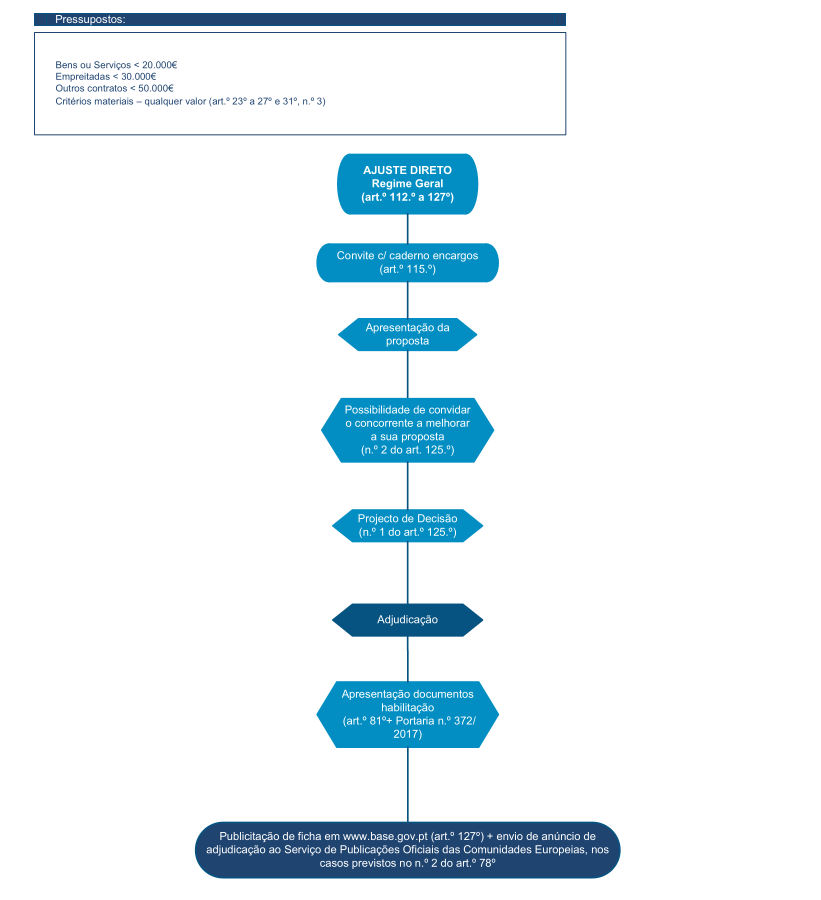 Pressupostos:
Bens ou Serviços < 20.000€
Empreitadas < 30.000€
Outros contratos < 50.000€
Critérios materiais – qualquer valor (art.º 23º a 27º e 31º, n.º 3)
AJUSTE DIRETO
Regime Geral
(art.º 112.º a 127º)
Convite c/ caderno encargos
(art.º 115.º)
Apresentação da
proposta
Possibilidade de convidar
o concorrente a melhorar
a sua proposta
(n.º 2 do art. 125.º)
Projecto de Decisão
(n.º 1 do art.º 125.º)
Adjudicação
Apresentação documentos
habilitação
(art.º 81º+ Portaria n.º 372/
2017)
Publicitação de ficha em www.base.gov.pt (art.º 127º) + envio de anúncio de
adjudicação ao Serviço de Publicações Oficiais das Comunidades Europeias, nos
casos previstos no n.º 2 do art.º 78º